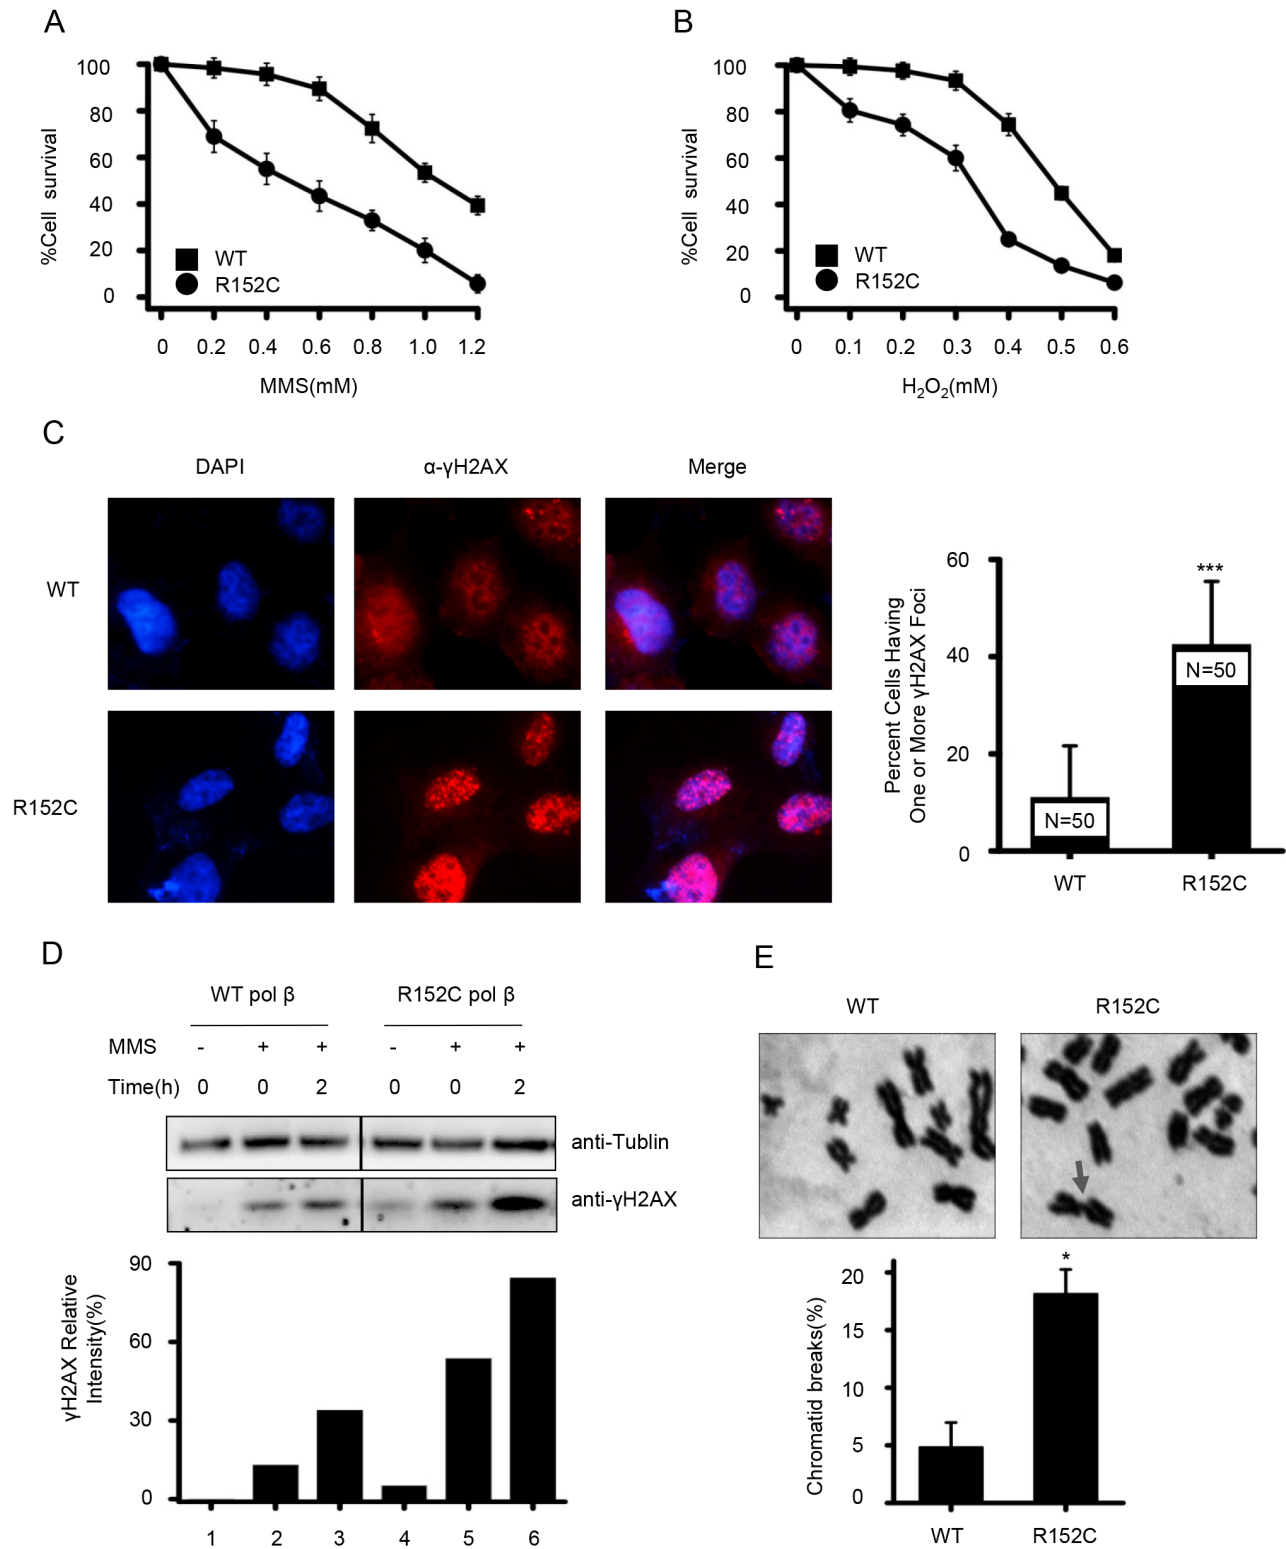 A
100
80
60
40
20
0
%Cell survival
WT
R152C
0 0.2 0.4 0.6 0.8 1.0 1.2
MMS(mM)
B
100
80
60
40
20
0
%Cell survival
WT
R152C
0 0.1 0.2 0.3 0.4 0.5 0.6
H₂O₂(mM)
C
DAPI α-γH2AX Merge
WT
R152C
Percent Cells Having
One or More γH2AX Foci
60
40
20
0
***
N=50
N=50
WT R152C
D
WT pol β R152C pol β
MMS - + + - + +
Time(h) 0 0 2 0 0 2
anti-Tublin
anti-γH2AX
γH2AX Relative
Intensity(%)
90
60
30
0
1 2 3 4 5 6
E
WT R152C
Chromatid breaks(%)
20
15
10
5
0
*
WT R152C